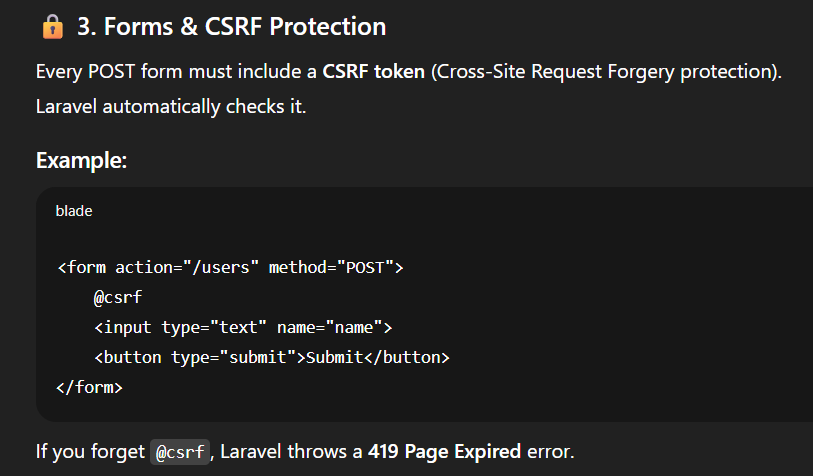 🔒 3. Forms & CSRF Protection
Every POST form must include a CSRF token (Cross-Site Request Forgery protection).
Laravel automatically checks it.
Example:
blade
<form action="/users" method="POST">
    @csrf
    <input type="text" name="name">
    <button type="submit">Submit</button>
</form>
If you forget @csrf, Laravel throws a 419 Page Expired error.